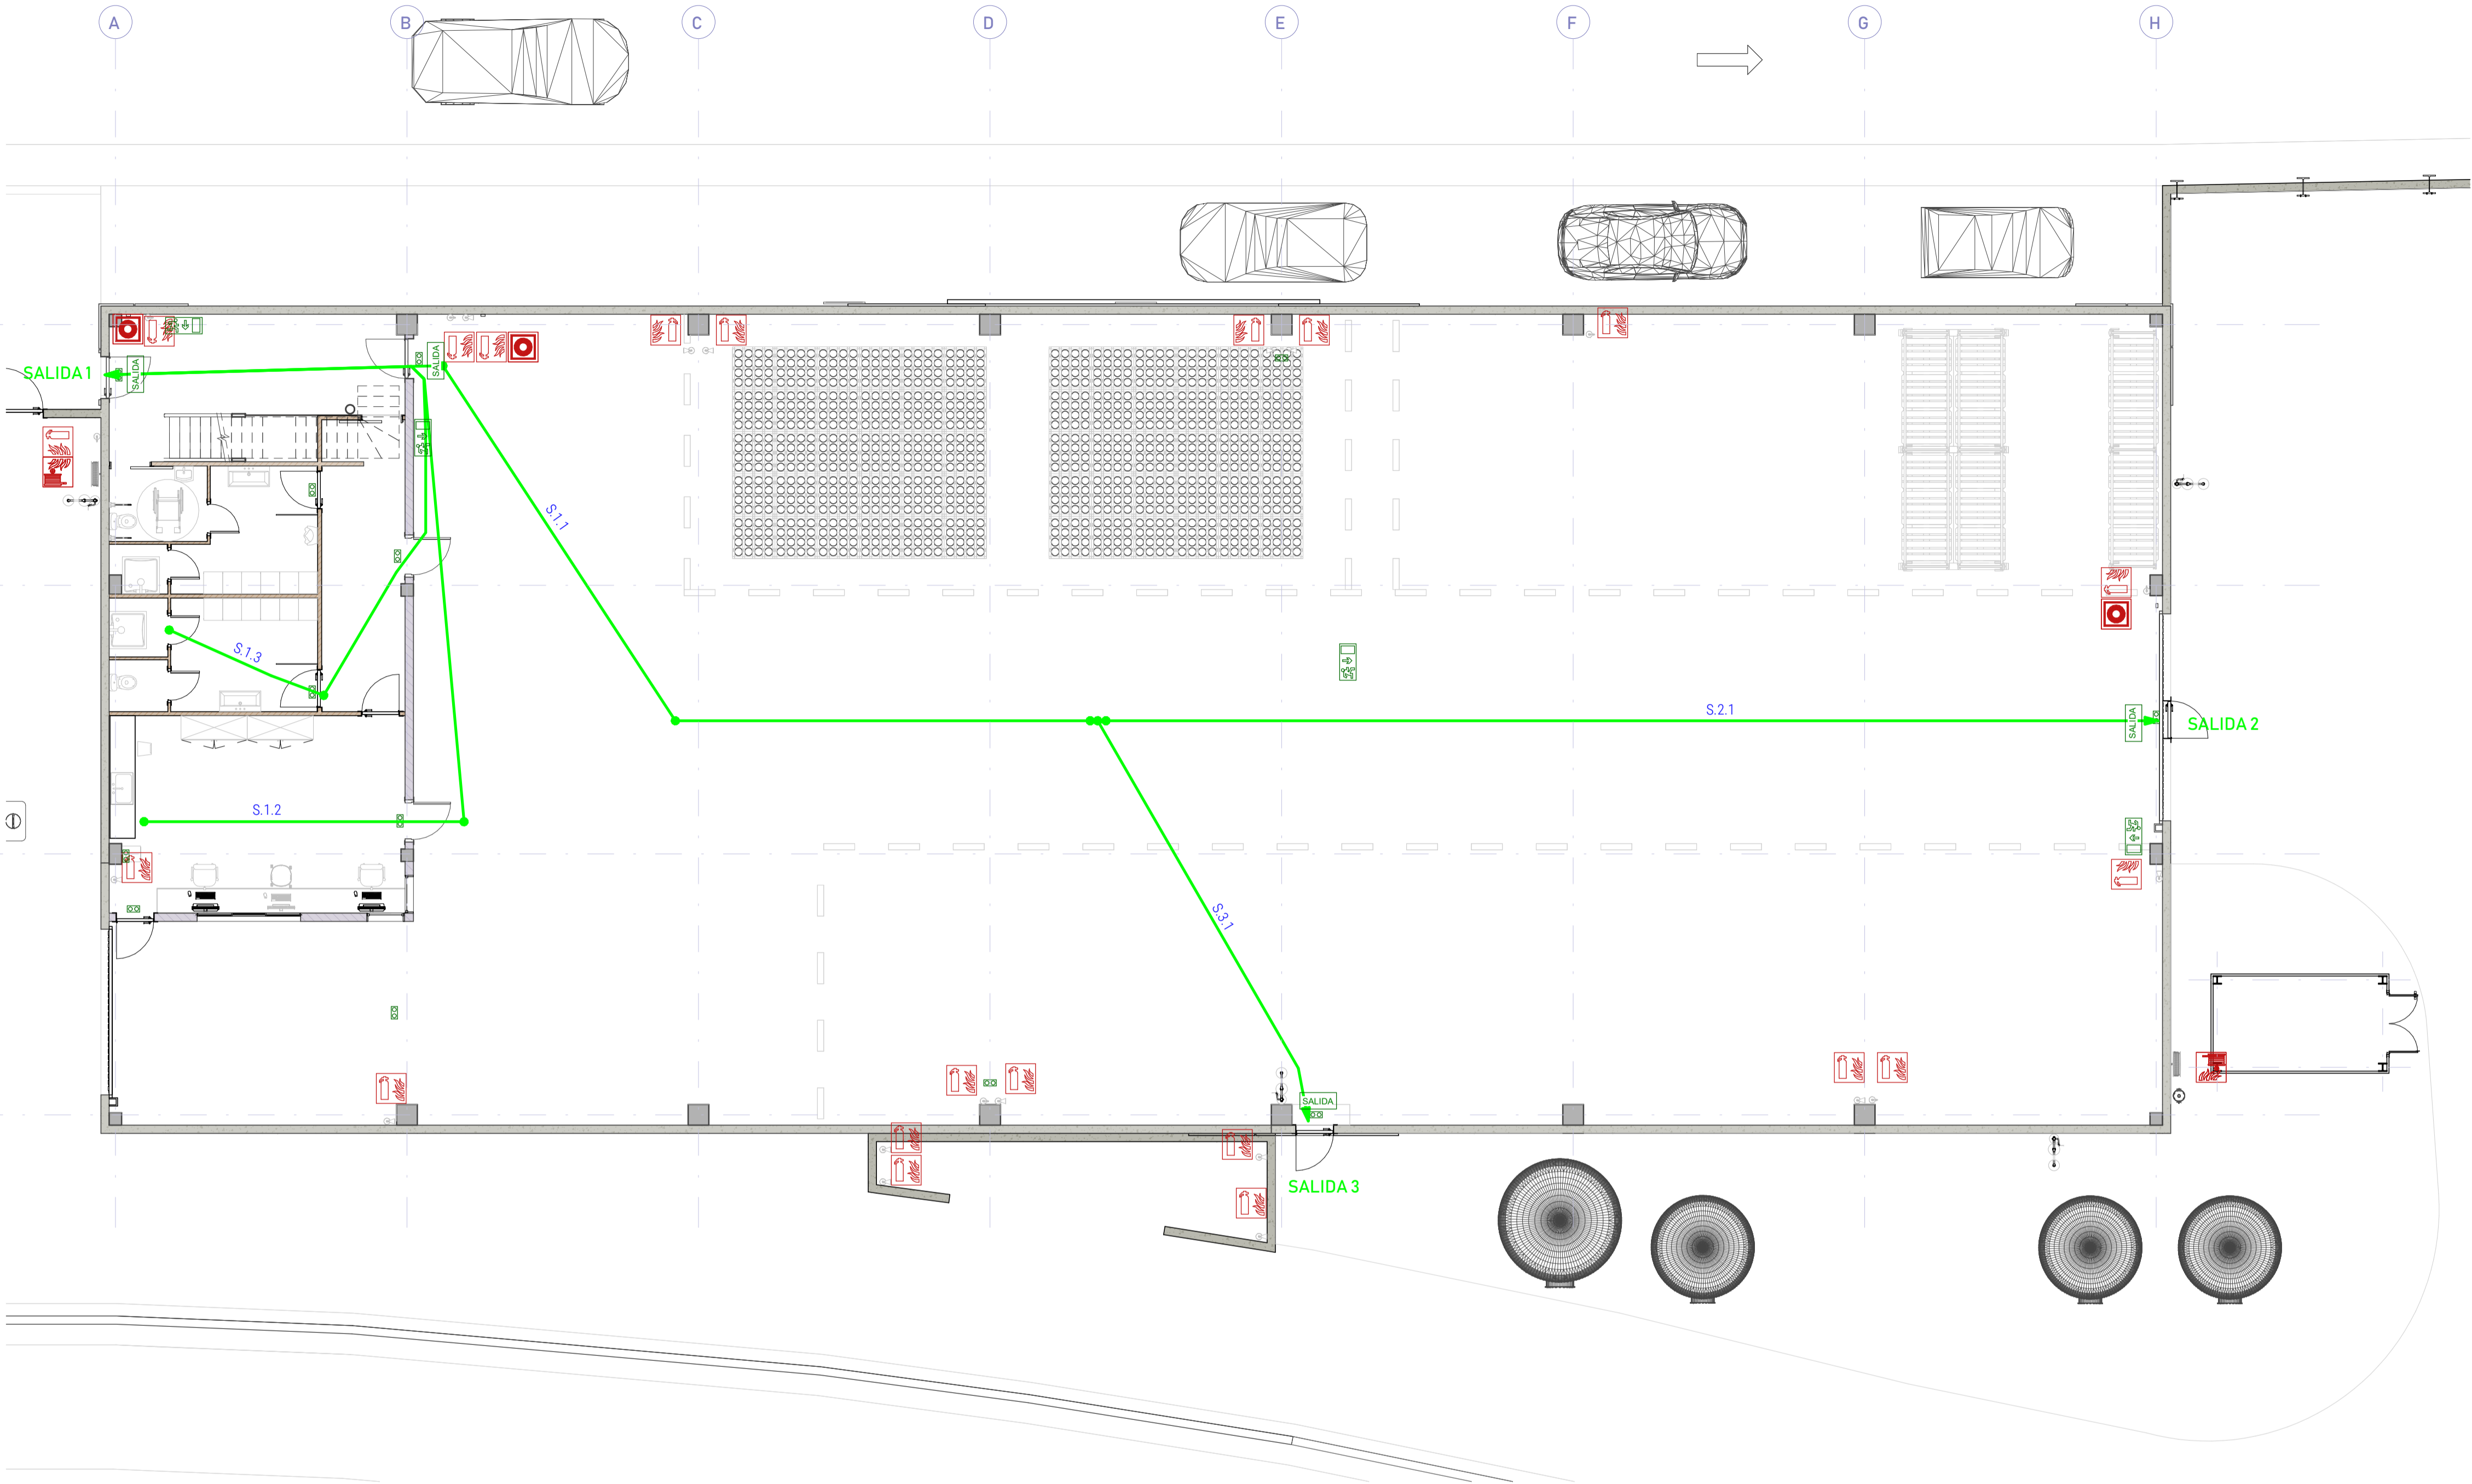 A
B
C
D
E
F
G
H
SALIDA 1
SALIDA
SALIDA
S.1.1
S.1.3
S.2.1
SALIDA
SALIDA 2
S.1.2
S.3.1
SALIDA
SALIDA 3